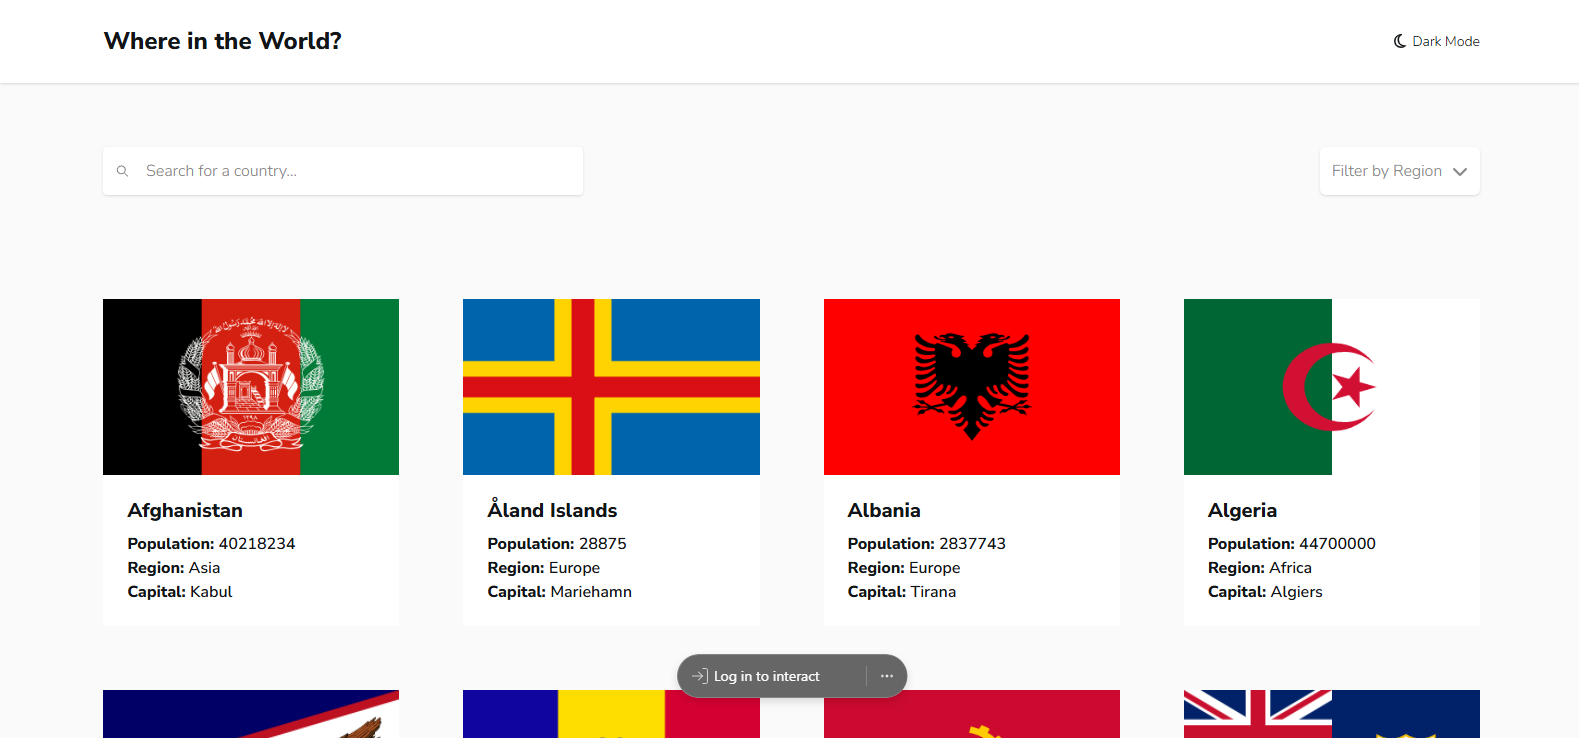 Where in the World?
Dark Mode
Search for a country...
Filter by Region
Afghanistan
Population: 40218234
Region: Asia
Capital: Kabul
Åland Islands
Population: 28875
Region: Europe
Capital: Mariehamn
Albania
Population: 2837743
Region: Europe
Capital: Tirana
Algeria
Population: 44700000
Region: Africa
Capital: Algiers
Log in to interact